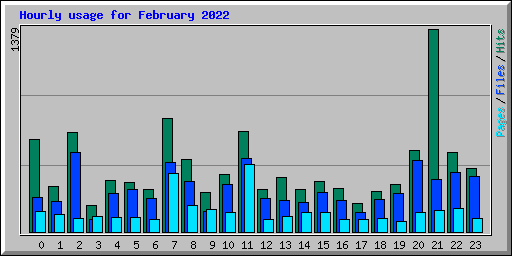 Hourly usage for February 2022
1379
Pages/Files/Hits
0 1 2 3 4 5 6 7 8 9 10 11 12 13 14 15 16 17 18 19 20 21 22 23